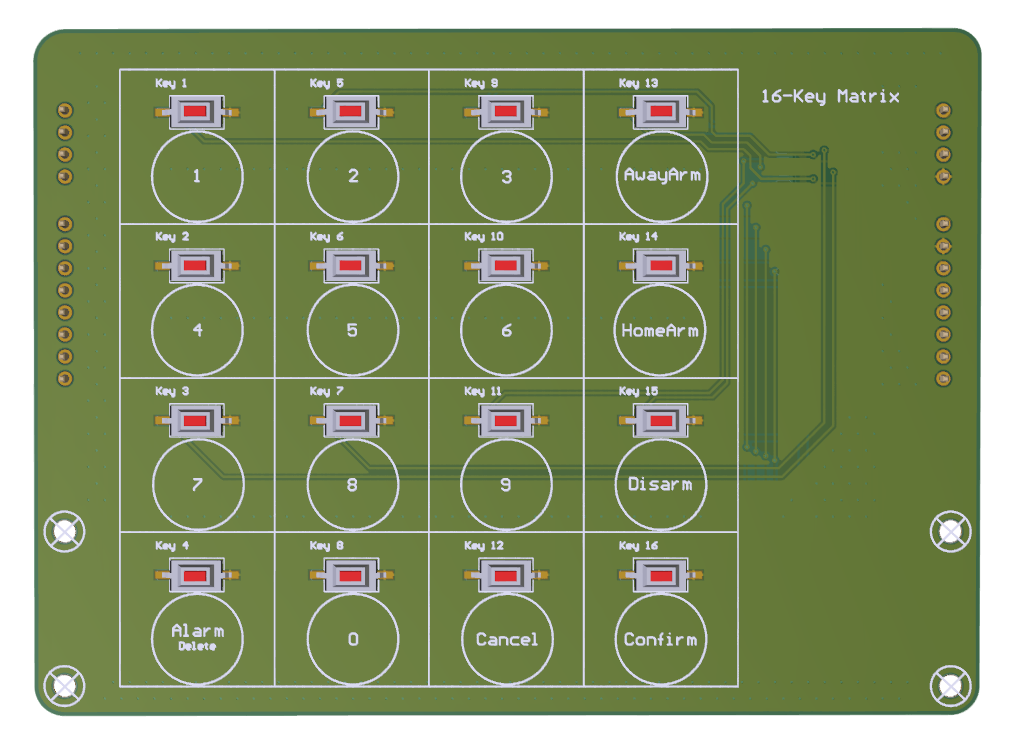 Key 1
Key 5
Key 9
Key 13
16-Key Matrix
1
2
3
AwayArm
Key 2
Key 6
Key 10
Key 14
4
5
6
HomeArm
Key 3
Key 7
Key 11
Key 15
7
8
9
Disarm
Key 4
Key 8
Key 12
Key 16
Alarm
Delete
0
Cancel
Confirm